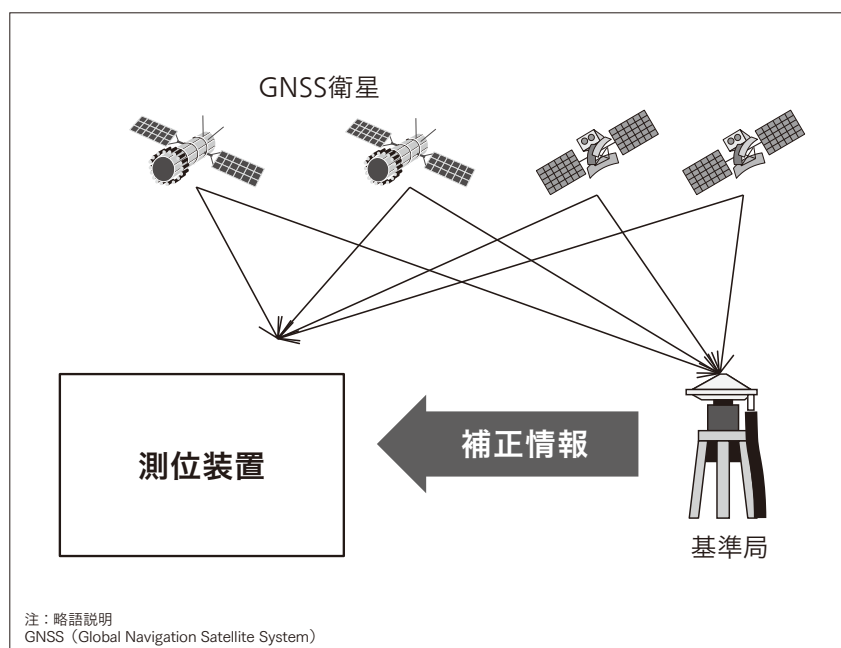 GNSS衛星
測位装置
補正情報
基準局
注：略語説明
GNSS（Global Navigation Satellite System）